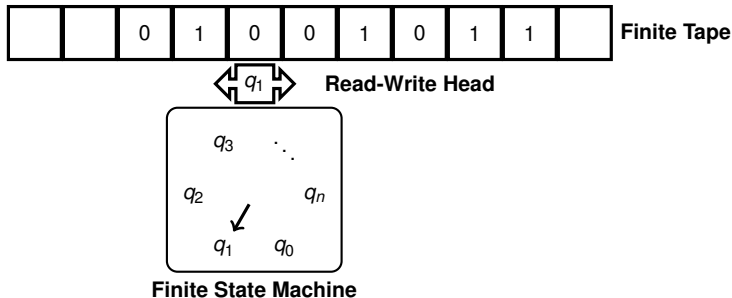 0 1 0 0 1 0 1 1 Finite Tape
q₁ Read-Write Head
q₃ ⋱
q₂ qₙ
q₁ q₀
Finite State Machine